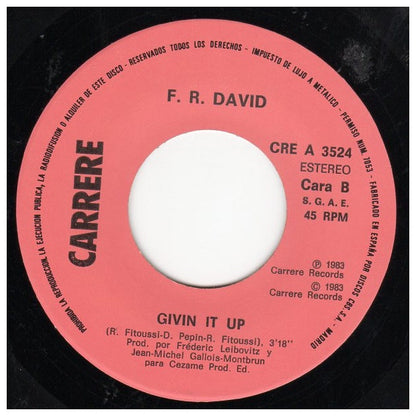 PROHIBIDA LA REPRODUCCION, LA EJECUCION PUBLICA, LA RADIODIFUSION O ALQUILER DE ESTE DISCO - RESERVADOS TODOS LOS DERECHOS - IMPUESTO DE LUJO A METALICO - PERMISO NUM. 7053 - FABRICADO EN ESPAÑA POR DISCOS CBS, S.A. MADRID
F. R. DAVID
CARRERE
CRE A 3524
ESTEREO
Cara B
S. G. A. E.
45 RPM
Ⓟ 1983
Carrere Records
© 1983
Carrere Records
GIVIN IT UP
(R. Fitoussi-D. Pepin-R. Fitoussi), 3'18''
Prod. por Fréderic Leibovitz y
Jean-Michel Gallois-Montbrun
para Cezame Prod. Ed.